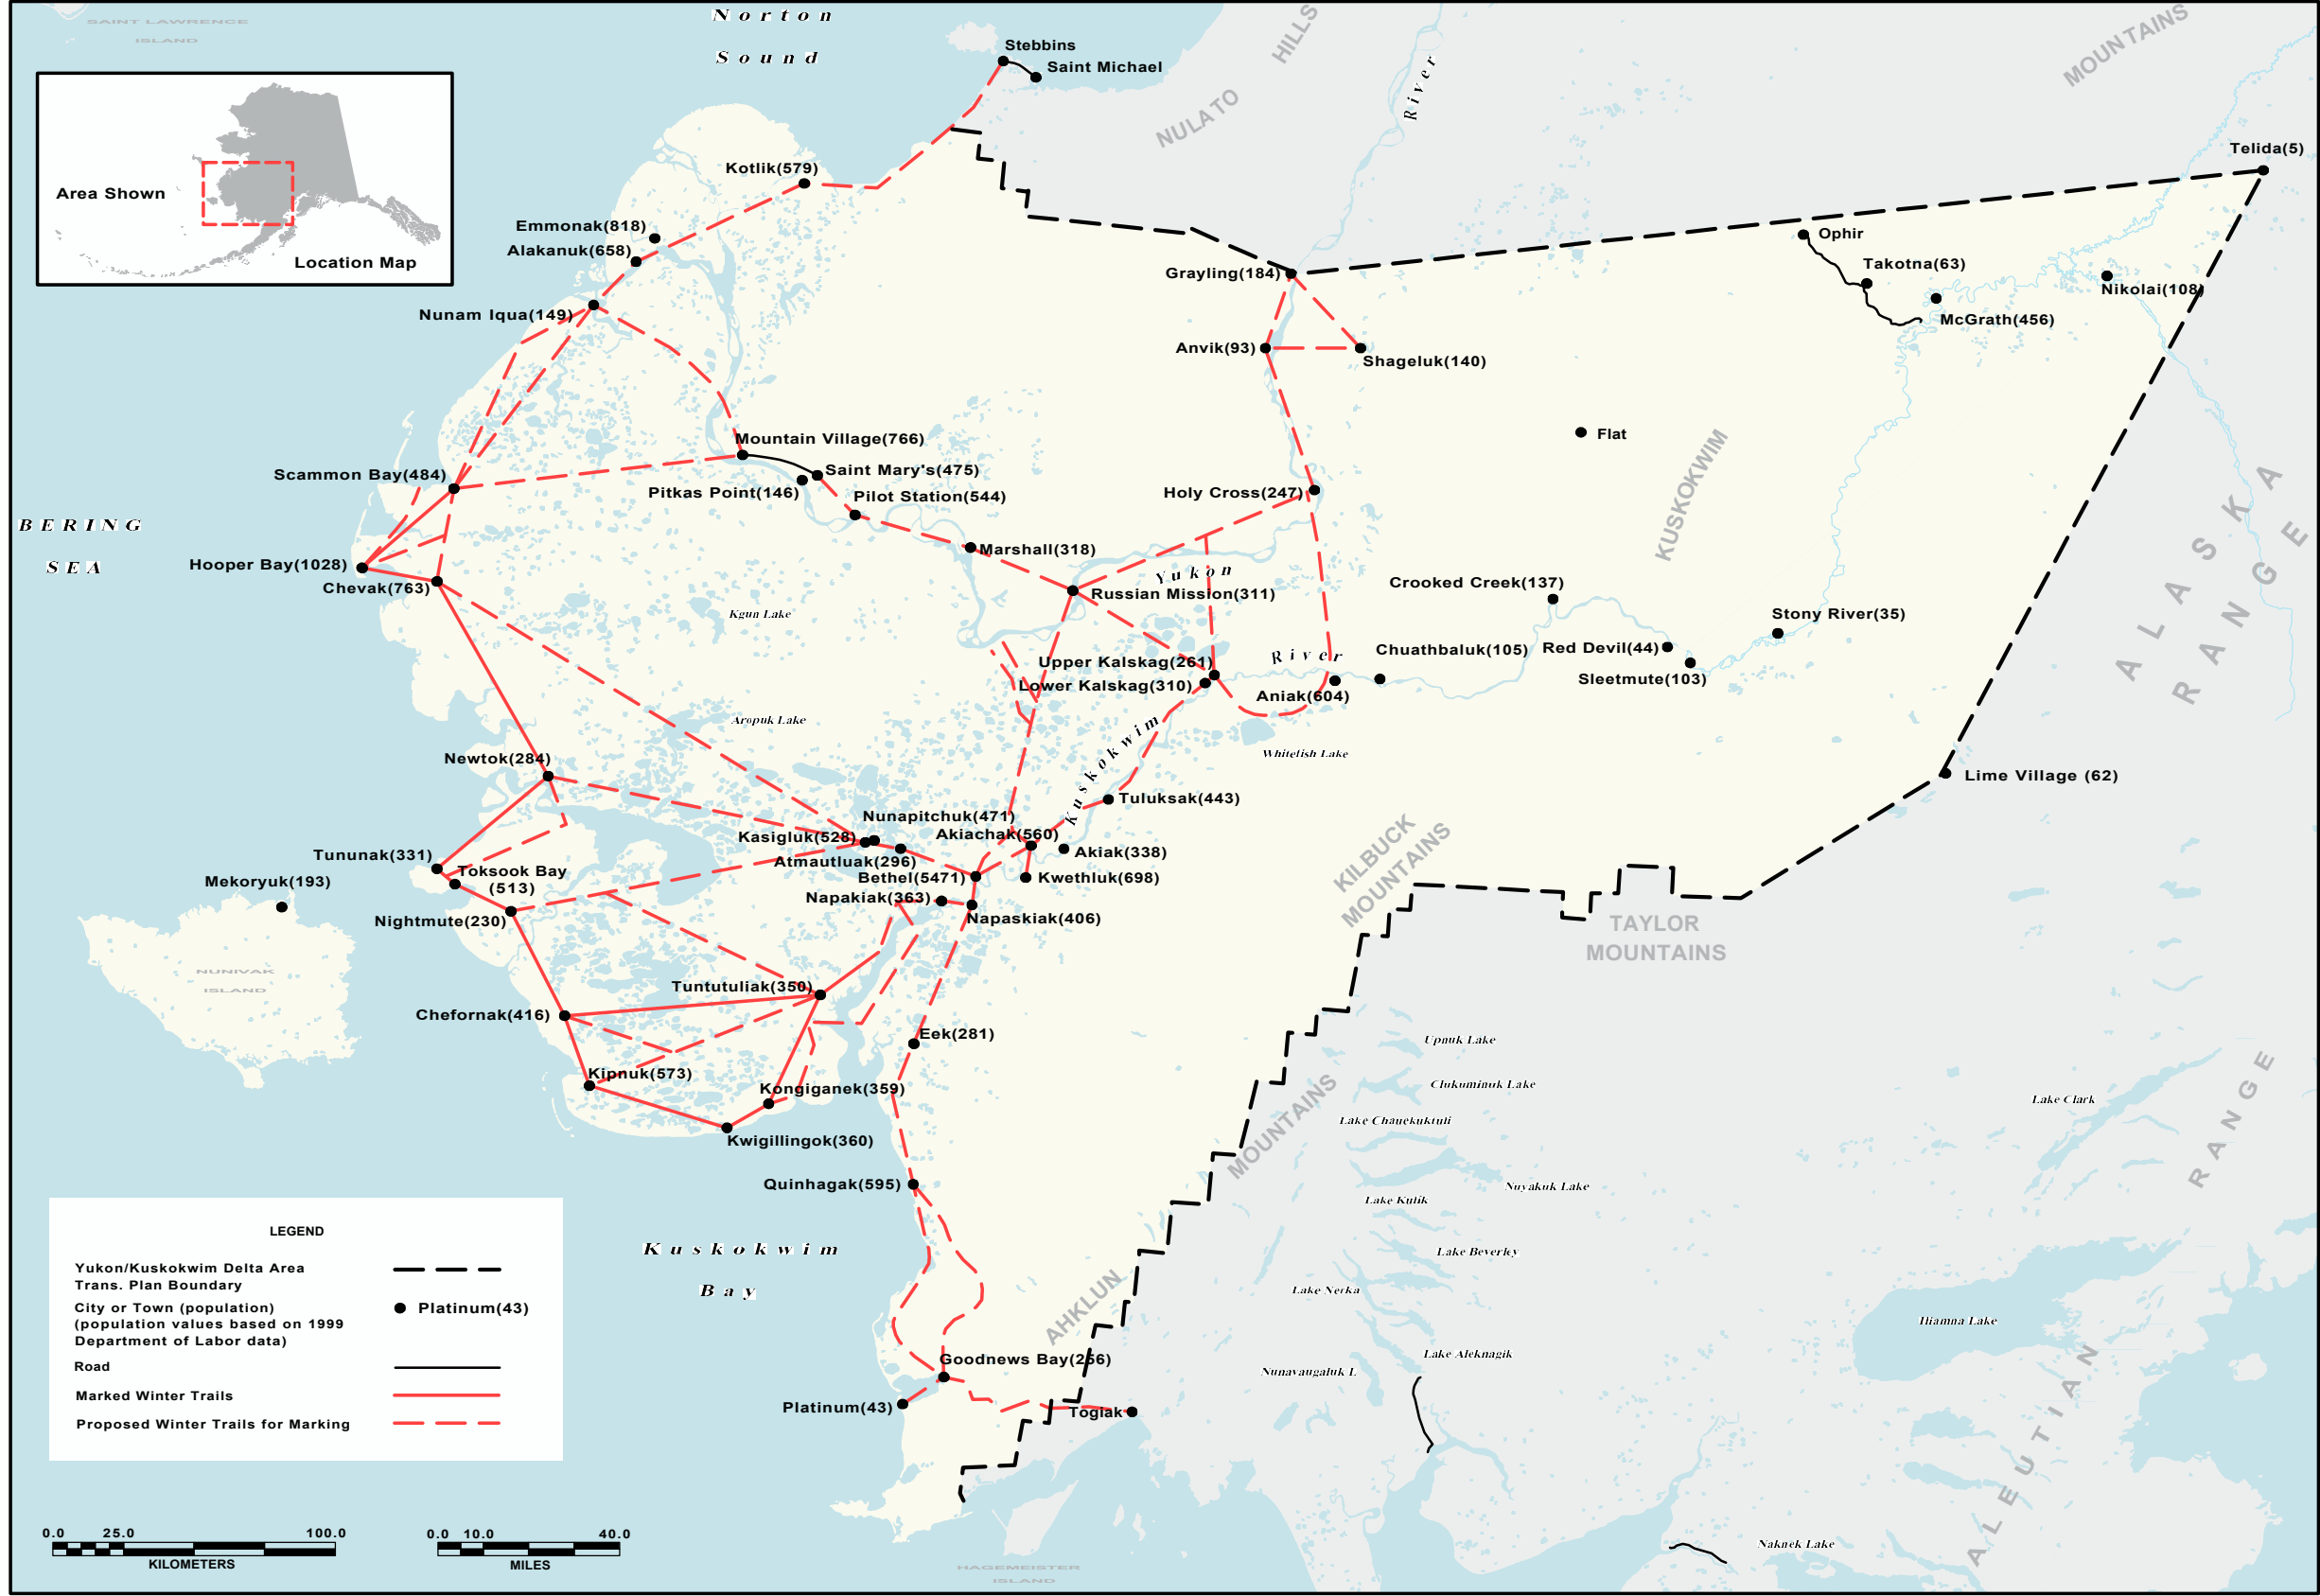 SAINT LAWRENCE
ISLAND
Norton
Sound
Stebbins
Saint Michael
NULATO
HILLS
River
MOUNTAINS
Area Shown
Location Map
Telida(5)
Kotlik(579)
Emmonak(818)
Alakanuk(658)
Nunam Iqua(149)
Grayling(184)
Anvik(93)
Shageluk(140)
Ophir
Takotna(63)
Nikolai(108)
McGrath(456)
Flat
KUSKOKWIM
Mountain Village(766)
Saint Mary's(475)
Pitkas Point(146)
Pilot Station(544)
Scammon Bay(484)
Holy Cross(247)
BERING
SEA
Hooper Bay(1028)
Chevak(763)
Marshall(318)
Yukon
Russian Mission(311)
Kgun Lake
Crooked Creek(137)
Stony River(35)
ALASKA
RANGE
Upper Kalskag(261)
Lower Kalskag(310)
River
Chuathbaluk(105)
Red Devil(44)
Sleetmute(103)
Aniak(604)
Aropuk Lake
Kuskokwim
Whitefish Lake
Newtok(284)
Lime Village (62)
Tuluksak(443)
Nunapitchuk(471)
Kasigluk(528)
Akiachak(560)
Akiak(338)
Atmautluak(296)
Bethel(5471)
Kwethluk(698)
Tununak(331)
Toksook Bay
(513)
Mekoryuk(193)
Nightmute(230)
Napakiak(363)
Napaskiak(406)
KILBUCK
MOUNTAINS
TAYLOR
MOUNTAINS
NUNIVAK
ISLAND
Tuntutuliak(350)
Chefornak(416)
Eek(281)
Kipnuk(573)
Kongiganek(359)
Kwigillingok(360)
Upnuk Lake
Chikuminuk Lake
Lake Chauekuktuli
MOUNTAINS
Lake Clark
RANGE
Quinhagak(595)
Nuyakuk Lake
Lake Kulik
Kuskokwim
Bay
Lake Beverley
Lake Nerka
AHKLUN
Iliamna Lake
Lake Aleknagik
Nunavaugaluk L
Goodnews Bay(256)
Platinum(43)
Togiak
ALEUTIAN
Naknek Lake
HAGEMEISTER
ISLAND
LEGEND
Yukon/Kuskokwim Delta Area
Trans. Plan Boundary
City or Town (population)
(population values based on 1999
Department of Labor data)
Platinum(43)
Road
Marked Winter Trails
Proposed Winter Trails for Marking
0.0 25.0 100.0
KILOMETERS
0.0 10.0 40.0
MILES